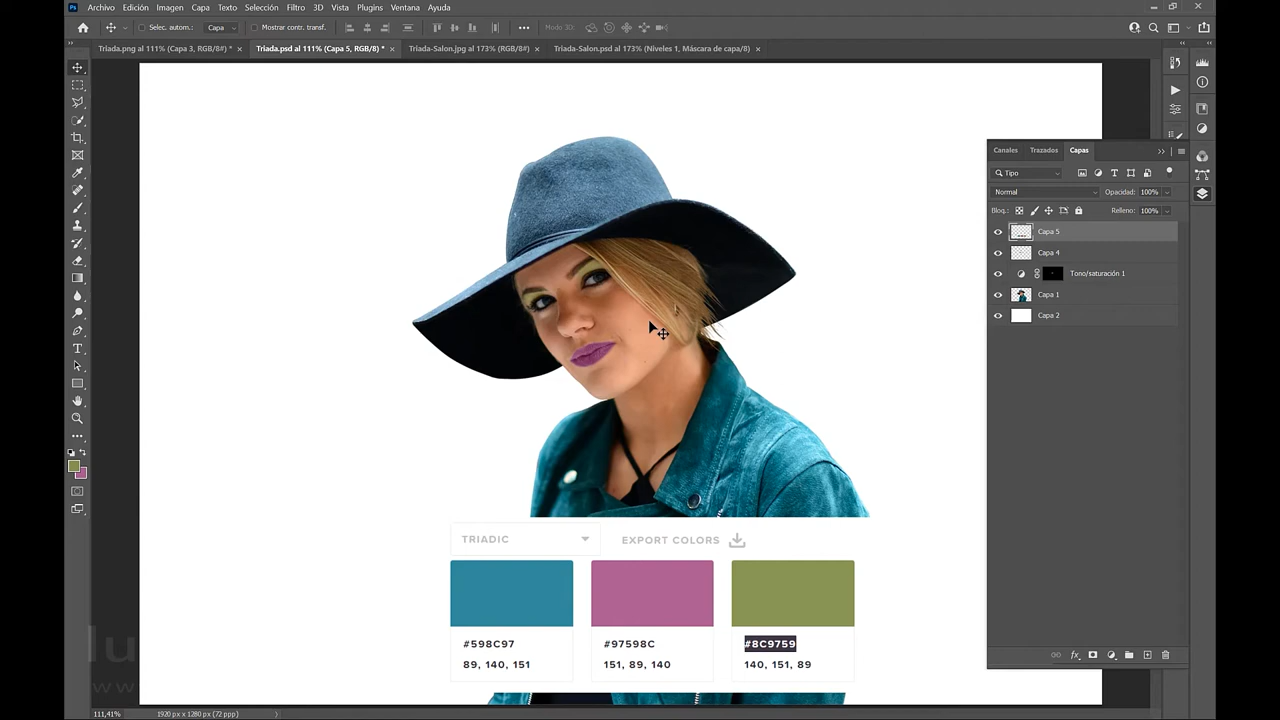 Ps Archivo Edición Imagen Capa Texto Selección Filtro 3D Vista Plugins Ventana Ayuda
Selec. autom.: Capa Mostrar contr. transf. Modo 3D:
Triada.png al 111% (Capa 3, RGB/8#) * × Triada.psd al 111% (Capa 5, RGB/8) * × Triada-Salon.jpg al 173% (RGB/8#) × Triada-Salon.psd al 173% (Niveles 1, Máscara de capa/8) ×
Canales Trazados Capas
Tipo
Normal Opacidad: 100%
Bloq.: Relleno: 100%
Capa 5
Capa 4
Tono/saturación 1
Capa 1
Capa 2
TRIADIC EXPORT COLORS
#598C97 #97598C #8C9759
89, 140, 151 151, 89, 140 140, 151, 89
fx
111,41% 1920 px x 1280 px (72 ppp)